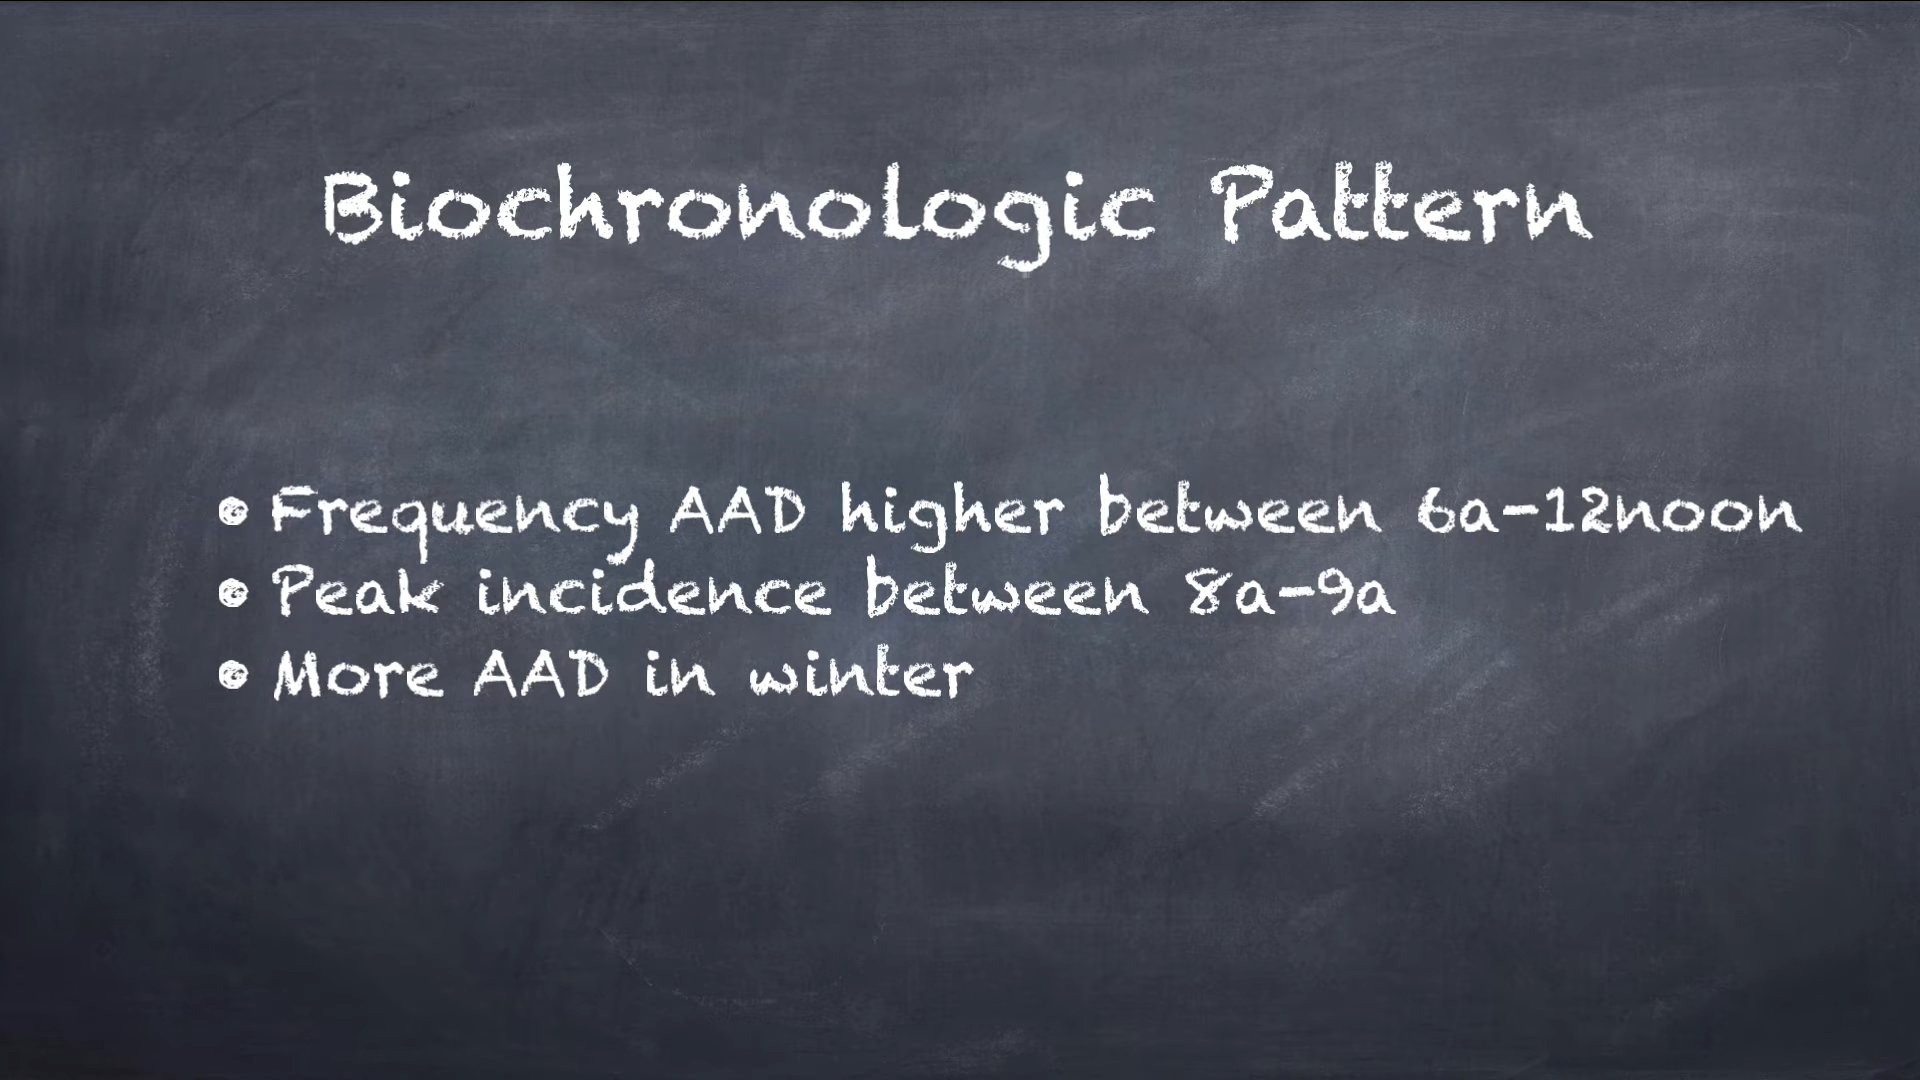 Biochronologic Pattern
• Frequency AAD higher between 6a-12noon
• Peak incidence between 8a-9a
• More AAD in winter